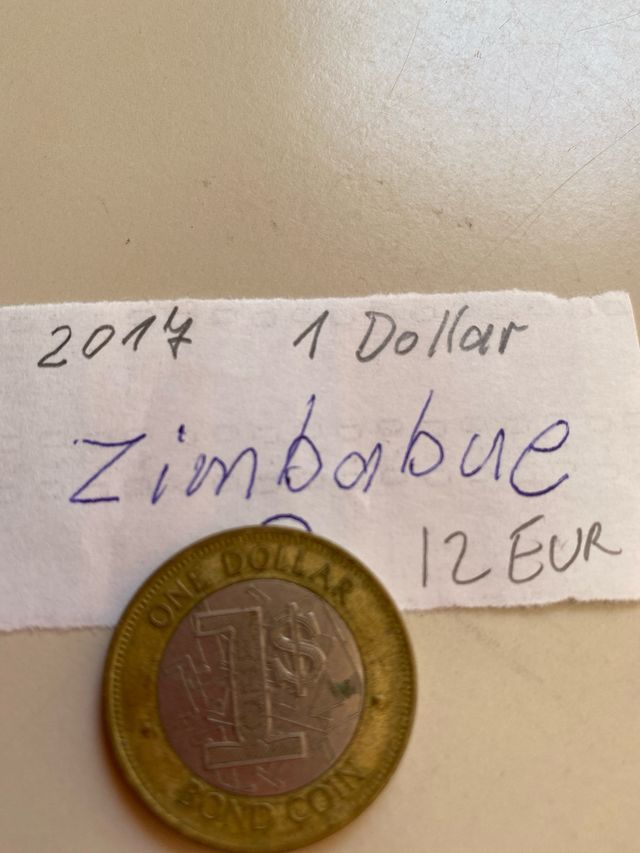 2017 1 Dollar
Zimbabue
12 EUR
ONE DOLLAR
1 $
BOND COIN